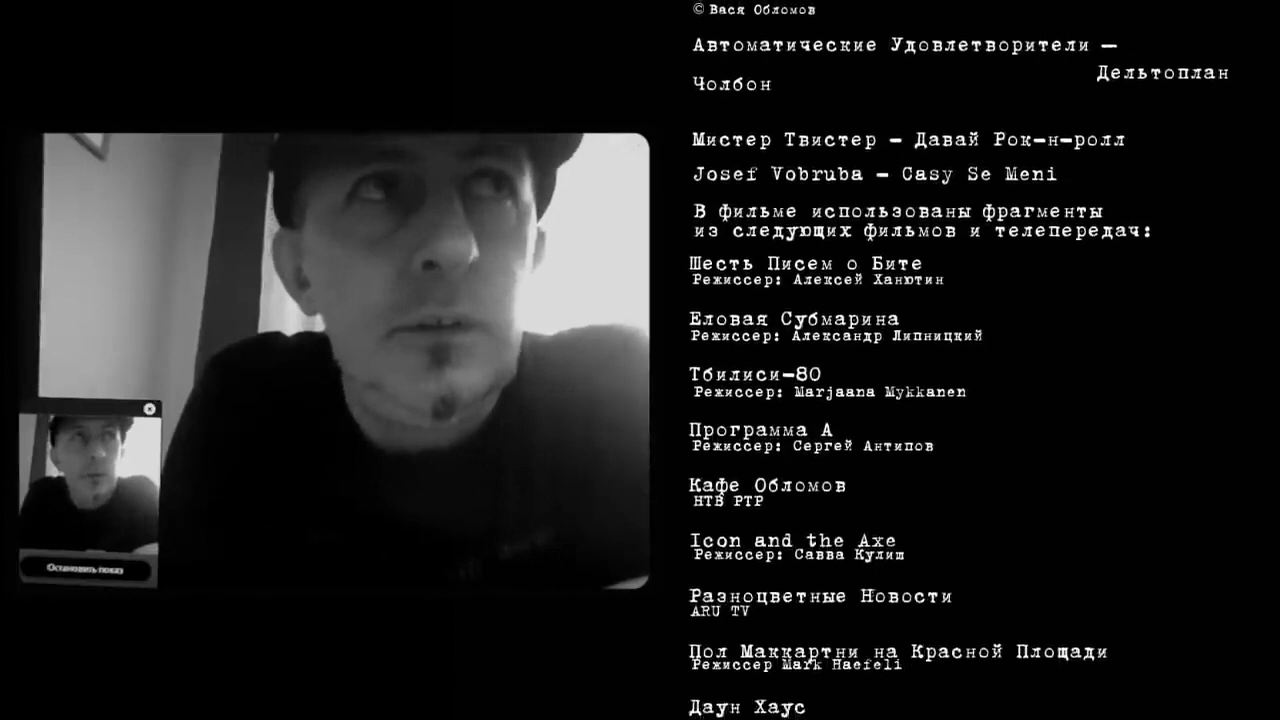 © Вася Обломов
Автоматические Удовлетворители —
Дельтоплан
Чолбон
Мистер Твистер - Давай Рок-н-ролл
Josef Vobruba - Casy Se Meni
В фильме использованы фрагменты
из следующих фильмов и телепередач:
Шесть Писем о Бите
Режиссер: Алексей Ханютин
Еловая Субмарина
Режиссер: Александр Липницкий
Тбилиси-80
Режиссер: Marjaana Mykkanen
Программа А
Режиссер: Сергей Антипов
Кафе Обломов
НТВ РТР
Icon and the Axe
Режиссер: Савва Кулиш
Разноцветные Новости
ARU TV
Пол Маккартни на Красной Площади
Режиссер Mark Haefeli
Даун Хаус
Остановить показ